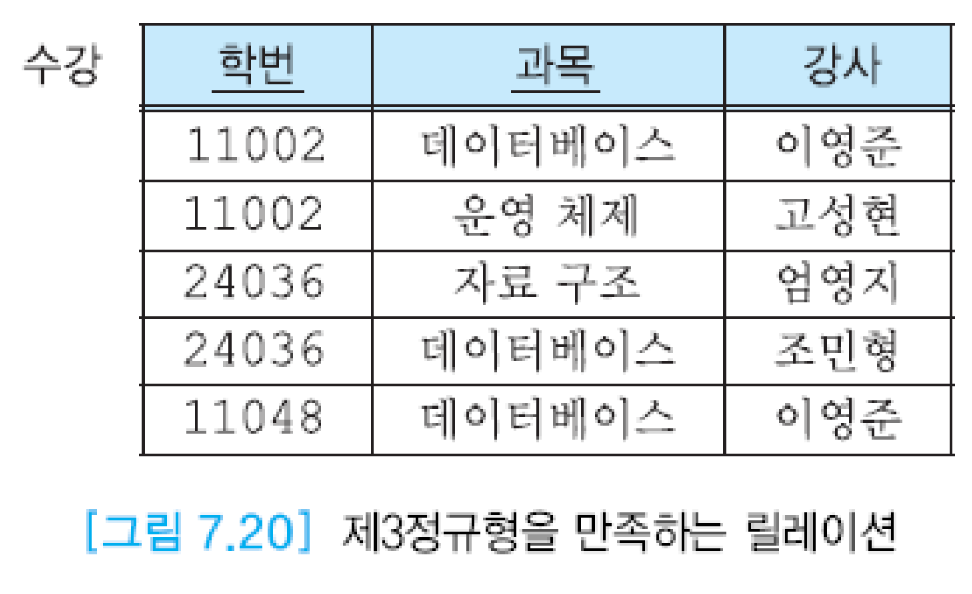 수강 학번 과목 강사
11002 데이터베이스 이영준
11002 운영 체제 고성현
24036 자료 구조 엄영지
24036 데이터베이스 조민형
11048 데이터베이스 이영준
[그림 7.20] 제3정규형을 만족하는 릴레이션